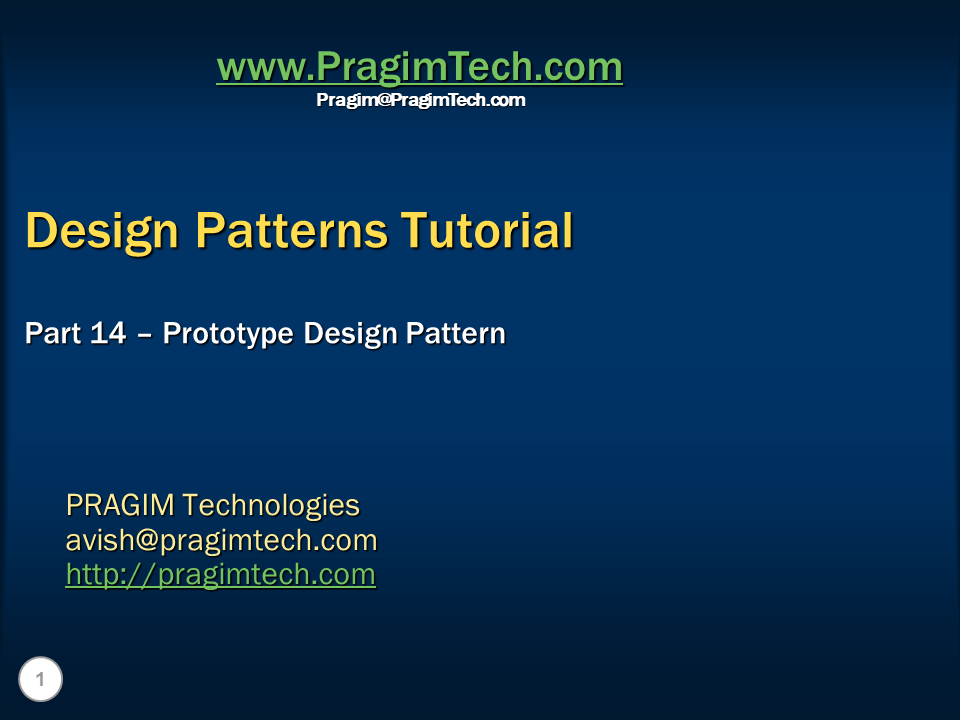 www.PragimTech.com
Pragim@PragimTech.com
Design Patterns Tutorial
Part 14 – Prototype Design Pattern
PRAGIM Technologies
avish@pragimtech.com
http://pragimtech.com
1